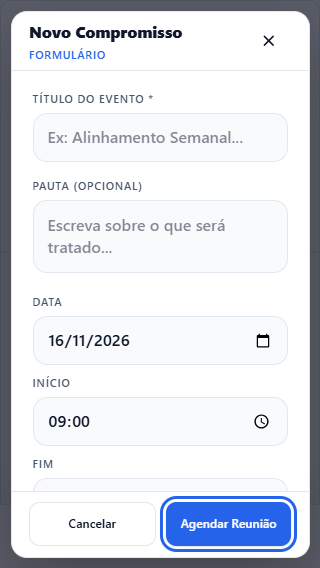 Novo Compromisso
FORMULÁRIO
TÍTULO DO EVENTO *
Ex: Alinhamento Semanal...
PAUTA (OPCIONAL)
Escreva sobre o que será
tratado...
DATA
16/11/2026
INÍCIO
09:00
FIM
Cancelar
Agendar Reunião